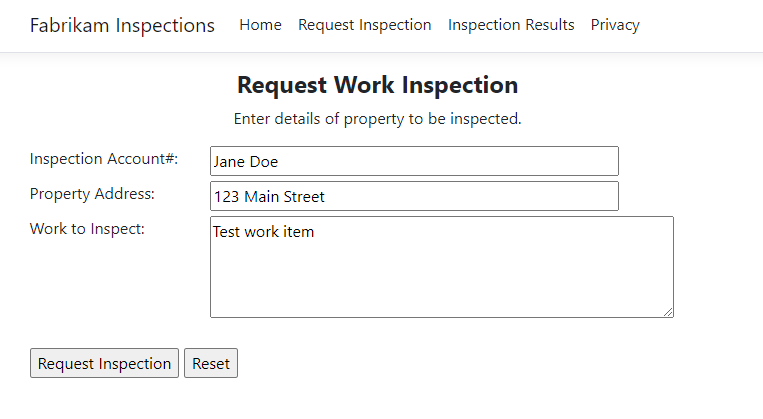 Fabrikam Inspections Home Request Inspection Inspection Results Privacy
Request Work Inspection
Enter details of property to be inspected.
Inspection Account#: Jane Doe
Property Address: 123 Main Street
Work to Inspect: Test work item
Request Inspection Reset